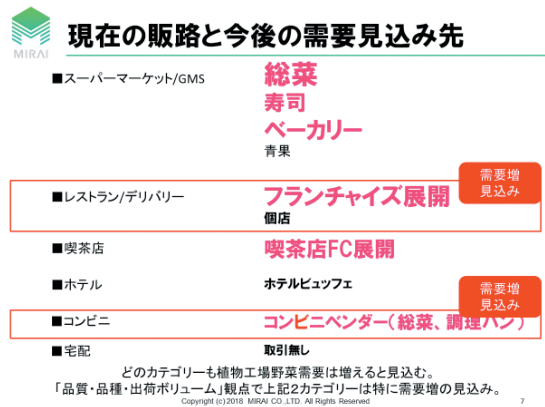 MIRAI
現在の販路と今後の需要見込み先
■スーパーマーケット/GMS
総菜
寿司
ベーカリー
青果
需要増
見込み
■レストラン/デリバリー
フランチャイズ展開
個店
■喫茶店
喫茶店FC展開
■ホテル
ホテルビュッフェ
需要増
見込み
■コンビニ
コンビニベンダー(総菜、調理パン)
■宅配
取引無し
どのカテゴリーも植物工場野菜需要は増えると見込む。
「品質・品種・出荷ボリューム」観点で上記2カテゴリーは特に需要増の見込み。
Copyright (c)2018 MIRAI CO.,LTD. All Rights Reserved
7